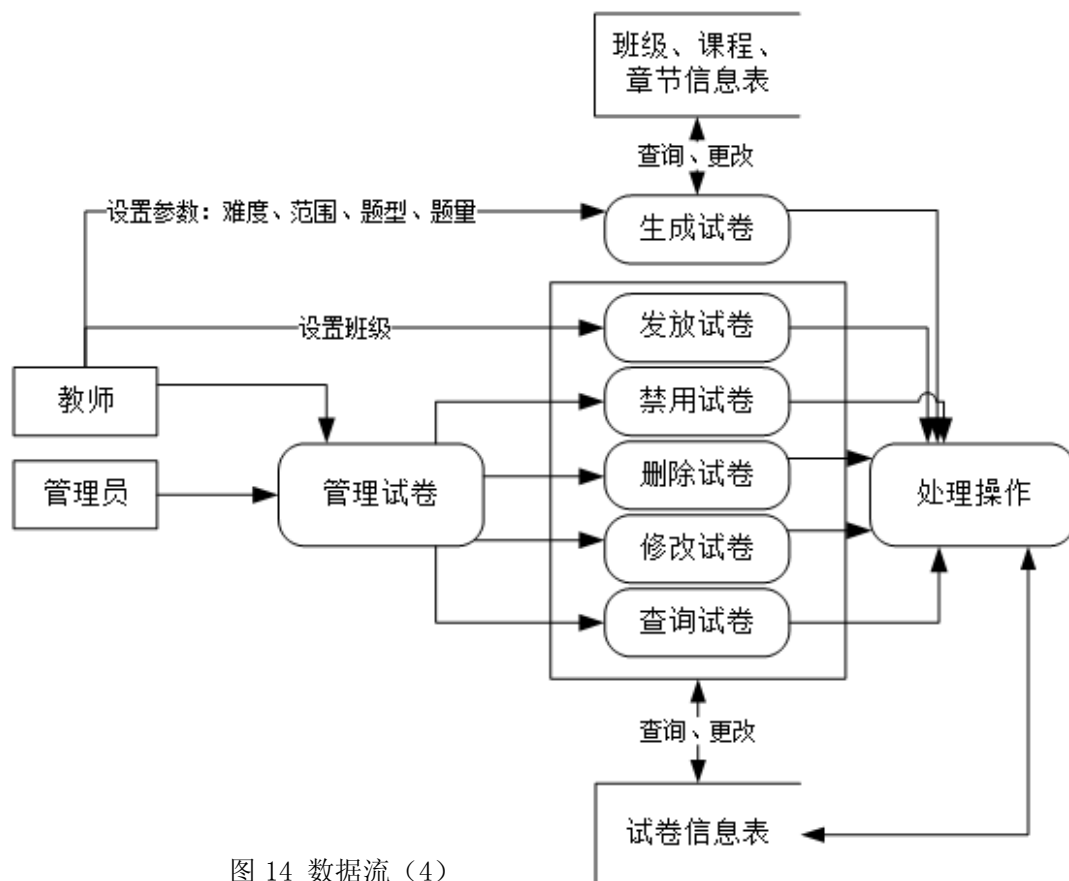 班级、课程、
章节信息表
查询、更改
设置参数：难度、范围、题型、题量
生成试卷
设置班级
发放试卷
教师
禁用试卷
管理员
管理试卷
删除试卷
处理操作
修改试卷
查询试卷
查询、更改
试卷信息表
图 14 数据流（4）